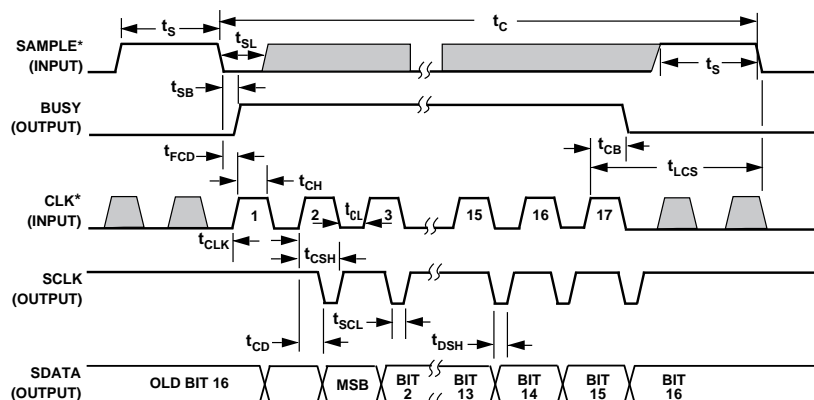 tS
tC
SAMPLE*
(INPUT)
tSL
tS
tSB
BUSY
(OUTPUT)
tFCD
tCB
tLCS
tCH
CLK*
(INPUT)
1
2
tCL
3
15
16
17
tCLK
tCSH
SCLK
(OUTPUT)
tCD
tSCL
tDSH
SDATA
(OUTPUT)
OLD BIT 16
MSB
BIT
2
BIT
13
BIT
14
BIT
15
BIT
16